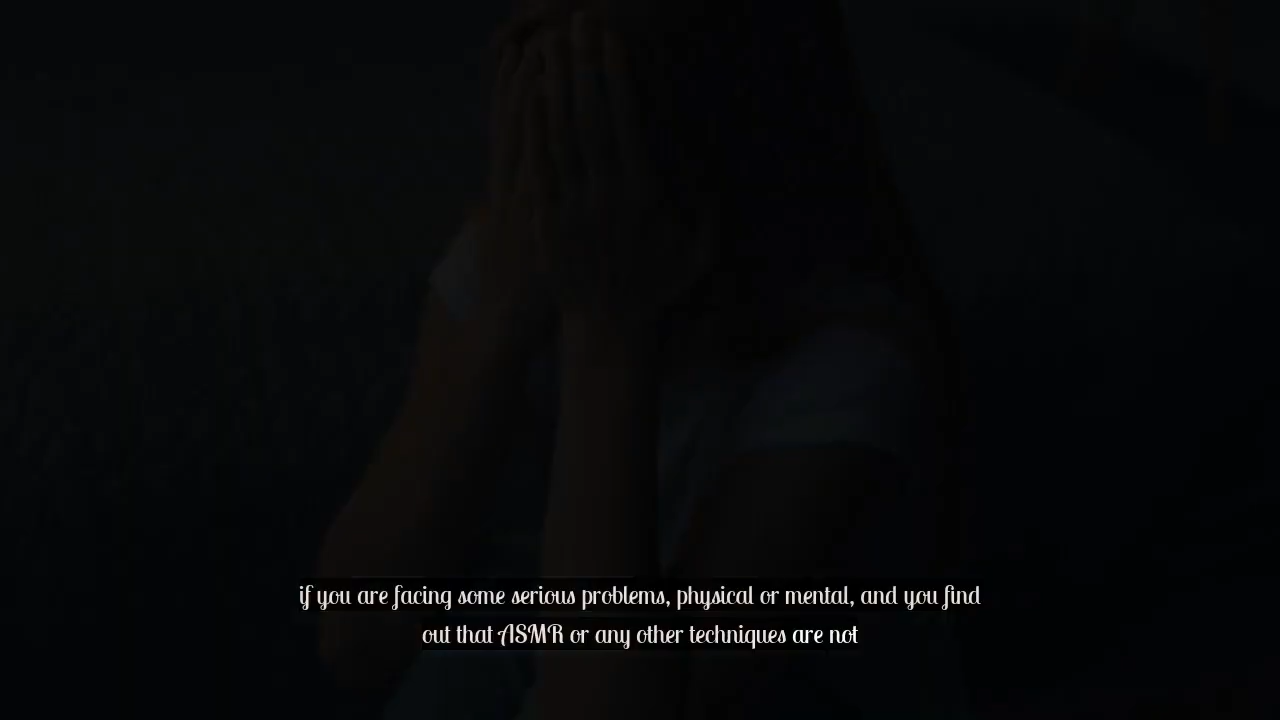 if you are facing some serious problems, physical or mental, and you find
out that ASMR or any other techniques are not